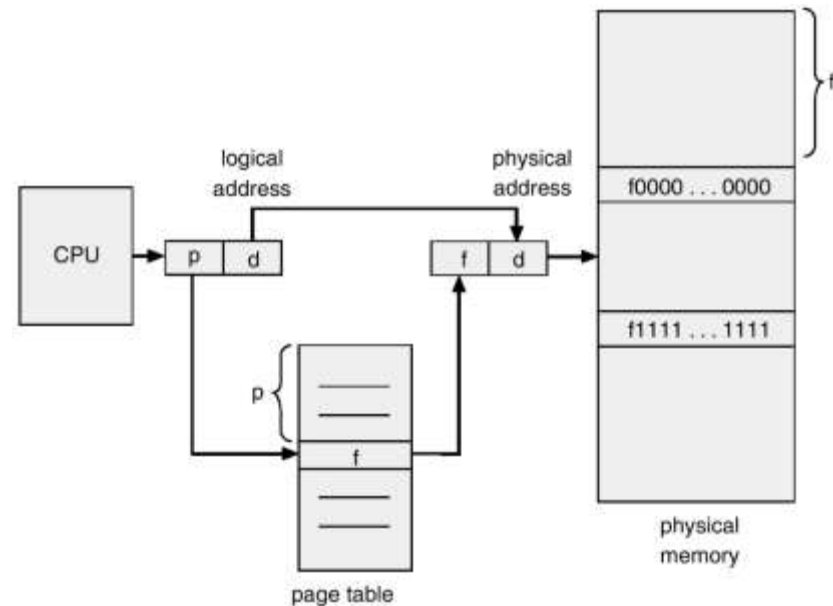 f
logical
address
physical
address
f0000 . . . 0000
CPU
p
d
f
d
f1111 . . . 1111
p
f
physical
memory
page table